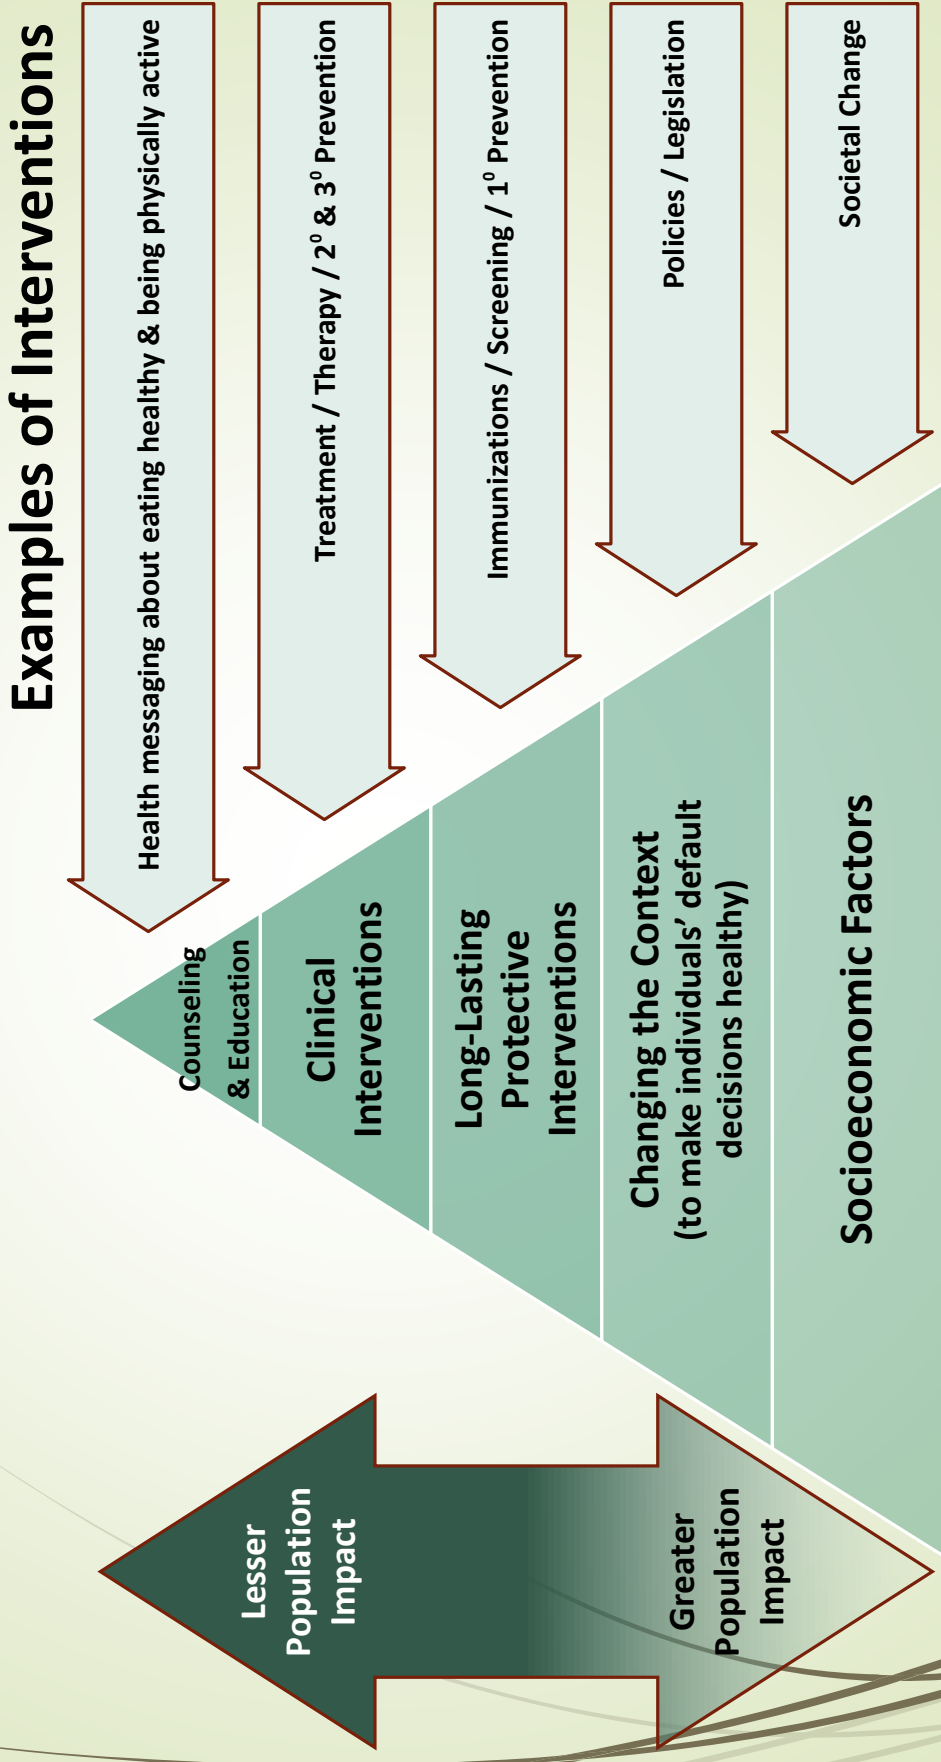 Examples of Interventions
Lesser
Population
Impact
Greater
Population
Impact
Counseling
& Education
Health messaging about eating healthy & being physically active
Clinical
Interventions
Treatment / Therapy / 2⁰ & 3⁰ Prevention
Long-Lasting
Protective
Interventions
Immunizations / Screening / 1⁰ Prevention
Changing the Context
(to make individuals’ default
decisions healthy)
Policies / Legislation
Socioeconomic Factors
Societal Change